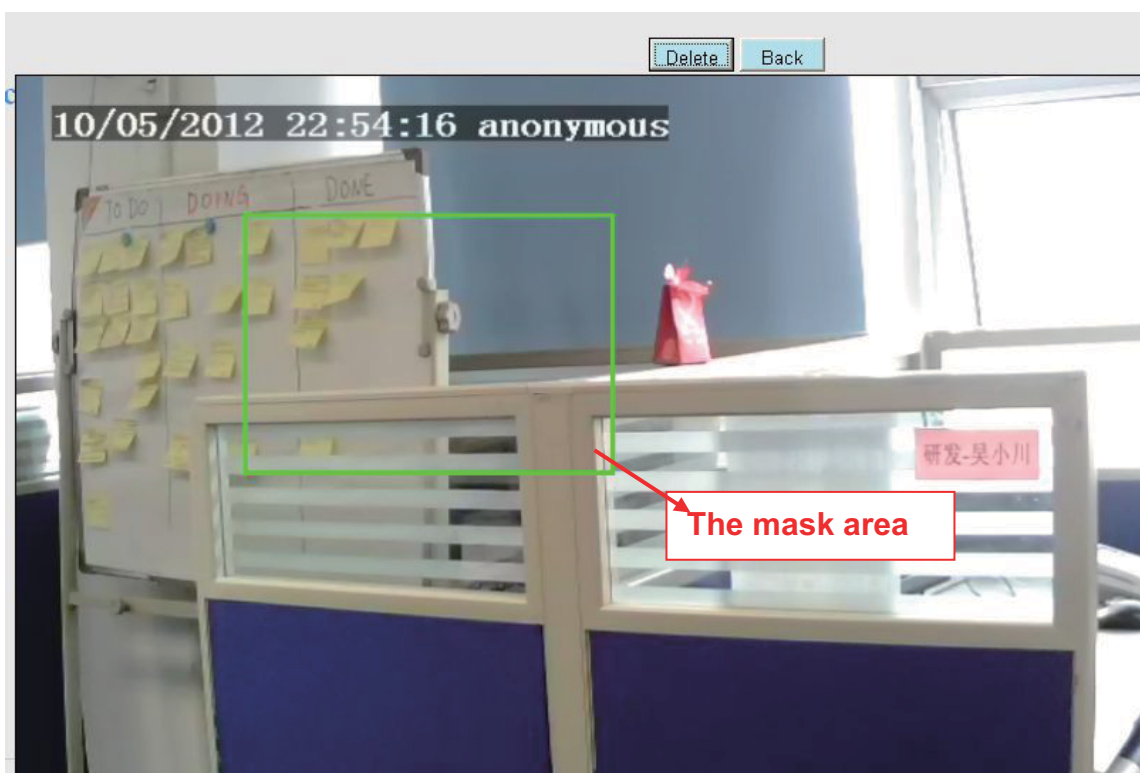 Delete Back
10/05/2012 22:54:16 anonymous
TO DO DOING DONE
研发-吴小川
The mask area